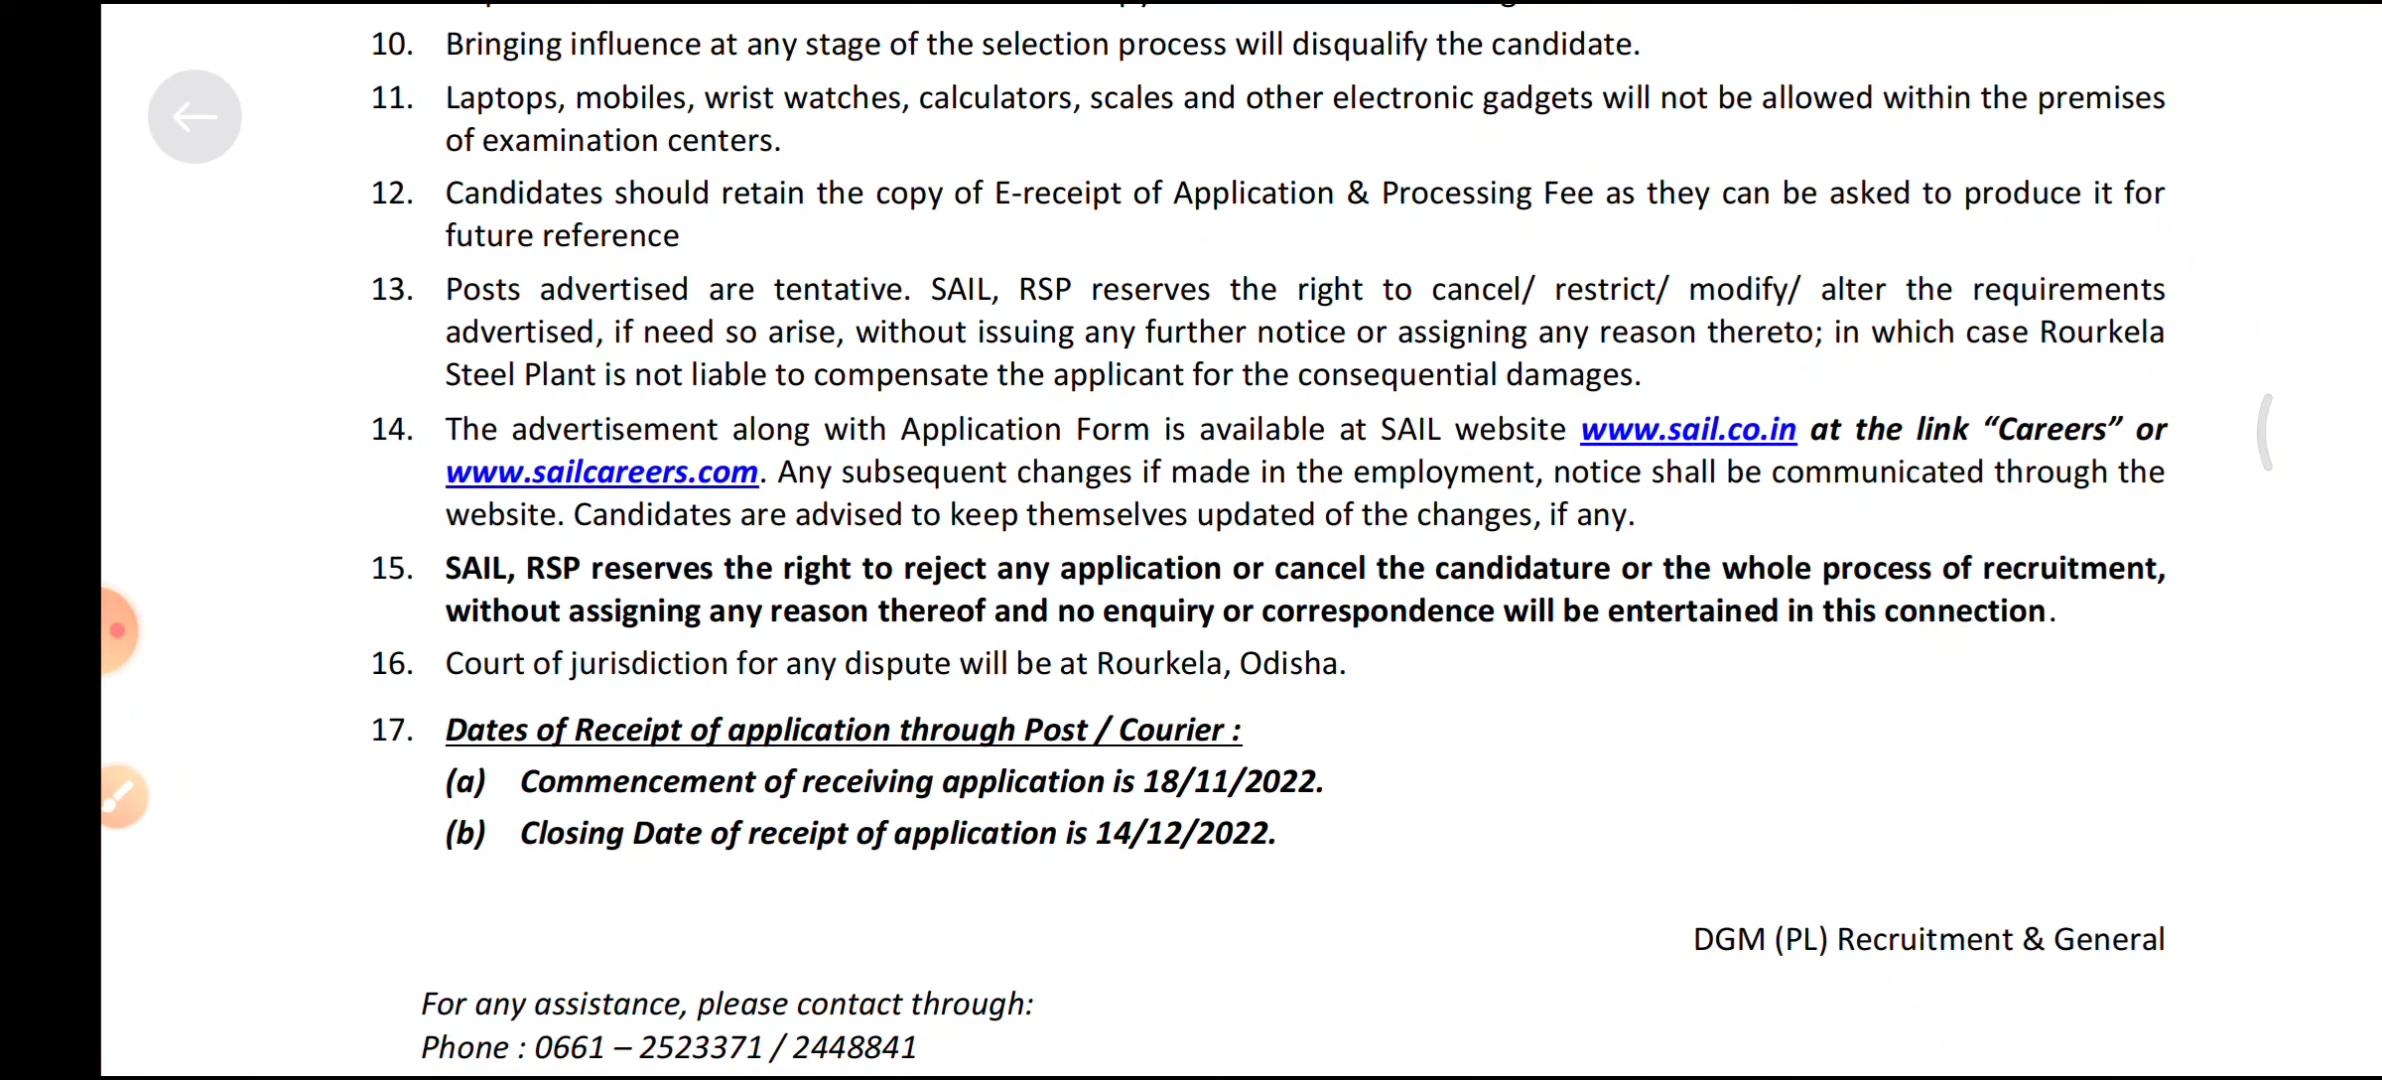 10. Bringing influence at any stage of the selection process will disqualify the candidate.
11. Laptops, mobiles, wrist watches, calculators, scales and other electronic gadgets will not be allowed within the premises
of examination centers.
12. Candidates should retain the copy of E-receipt of Application & Processing Fee as they can be asked to produce it for
future reference
13. Posts advertised are tentative. SAIL, RSP reserves the right to cancel/ restrict/ modify/ alter the requirements
advertised, if need so arise, without issuing any further notice or assigning any reason thereto; in which case Rourkela
Steel Plant is not liable to compensate the applicant for the consequential damages.
14. The advertisement along with Application Form is available at SAIL website www.sail.co.in at the link “Careers” or
www.sailcareers.com. Any subsequent changes if made in the employment, notice shall be communicated through the
website. Candidates are advised to keep themselves updated of the changes, if any.
15. SAIL, RSP reserves the right to reject any application or cancel the candidature or the whole process of recruitment,
without assigning any reason thereof and no enquiry or correspondence will be entertained in this connection.
16. Court of jurisdiction for any dispute will be at Rourkela, Odisha.
17. Dates of Receipt of application through Post / Courier :
(a) Commencement of receiving application is 18/11/2022.
(b) Closing Date of receipt of application is 14/12/2022.
DGM (PL) Recruitment & General
For any assistance, please contact through:
Phone : 0661 – 2523371 / 2448841